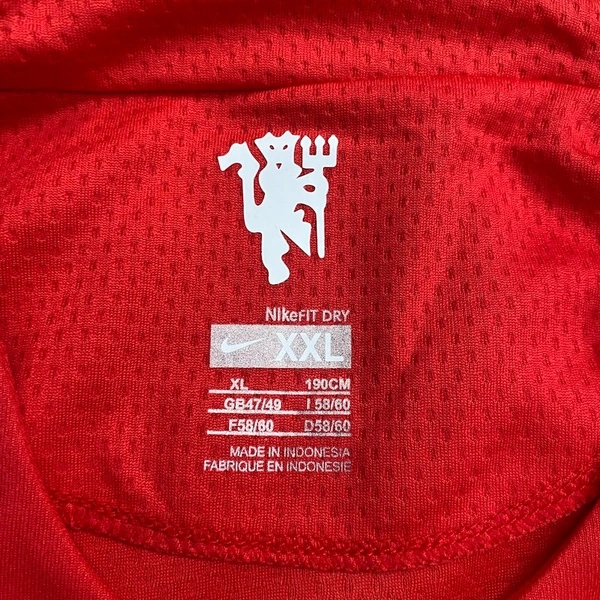 NIkeFIT DRY
XXL
XL 190CM
GB47/49 I 58/60
F58/60 D58/60
MADE IN INDONESIA
FABRIQUE EN INDONESIE